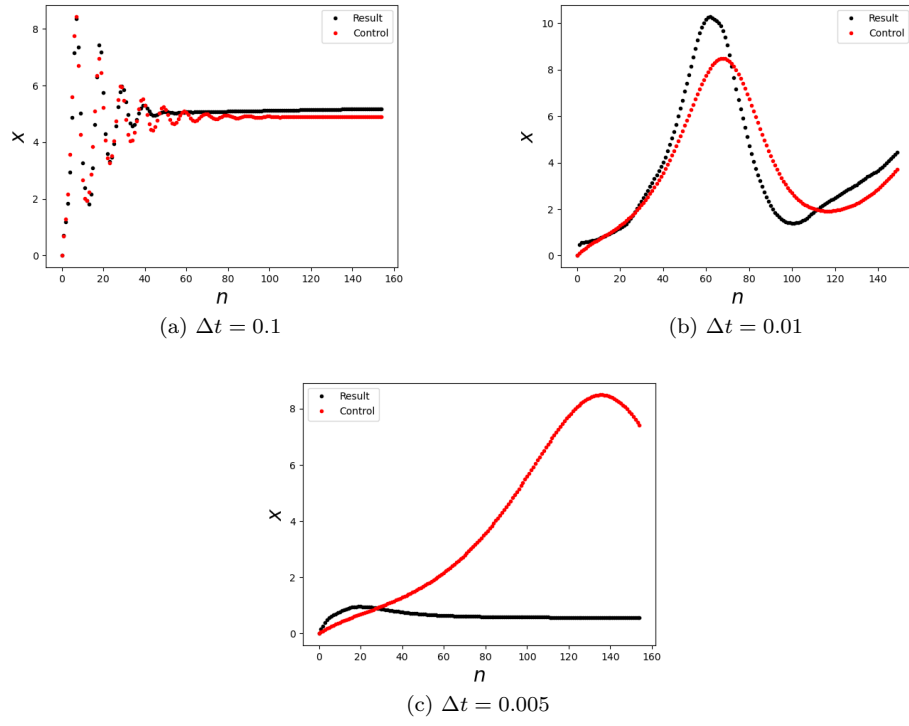 8
6
4
2
0
x
Result
Control
0 20 40 60 80 100 120 140 160
n
(a) Δt = 0.1
10
8
6
4
2
0
x
Result
Control
0 20 40 60 80 100 120 140
n
(b) Δt = 0.01
8
6
4
2
0
x
Result
Control
0 20 40 60 80 100 120 140 160
n
(c) Δt = 0.005